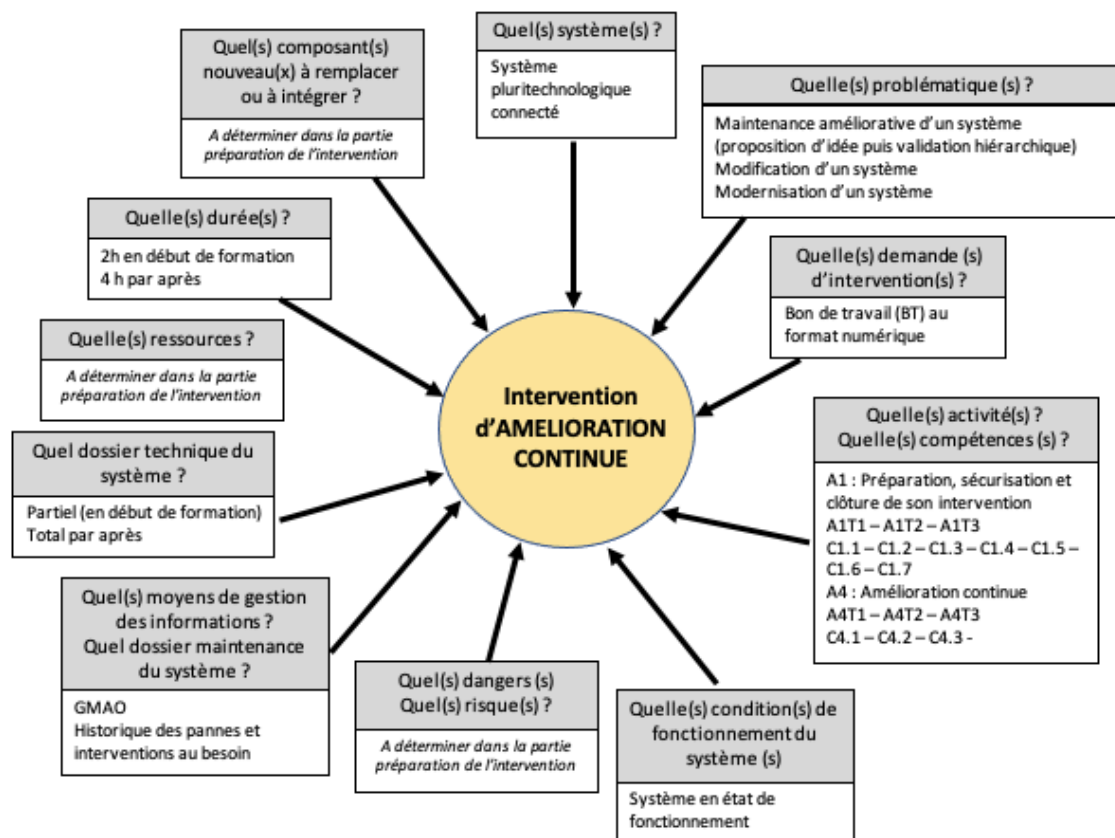 Quel(s) composant(s)
nouveau(x) à remplacer
ou à intégrer ?
A déterminer dans la partie
préparation de l'intervention
Quel(s) système(s) ?
Système
pluritechnologique
connecté
Quelle(s) problématique (s) ?
Maintenance améliorative d'un système
(proposition d'idée puis validation hiérarchique)
Modification d'un système
Modernisation d'un système
Quelle(s) durée(s) ?
2h en début de formation
4 h par après
Quelle(s) demande (s)
d'intervention(s) ?
Bon de travail (BT) au
format numérique
Quelle(s) ressources ?
A déterminer dans la partie
préparation de l'intervention
Intervention
d'AMELIORATION
CONTINUE
Quelle(s) activité(s) ?
Quelle(s) compétences (s) ?
A1 : Préparation, sécurisation et
clôture de son intervention
A1T1 – A1T2 – A1T3
C1.1 – C1.2 – C1.3 – C1.4 – C1.5 –
C1.6 – C1.7
A4 : Amélioration continue
A4T1 – A4T2 – A4T3
C4.1 – C4.2 – C4.3 -
Quel dossier technique du
système ?
Partiel (en début de formation)
Total par après
Quel(s) moyens de gestion
des informations ?
Quel dossier maintenance
du système ?
GMAO
Historique des pannes et
interventions au besoin
Quel(s) dangers (s)
Quel(s) risque(s) ?
A déterminer dans la partie
préparation de l'intervention
Quelle(s) condition(s) de
fonctionnement du
système (s)
Système en état de
fonctionnement